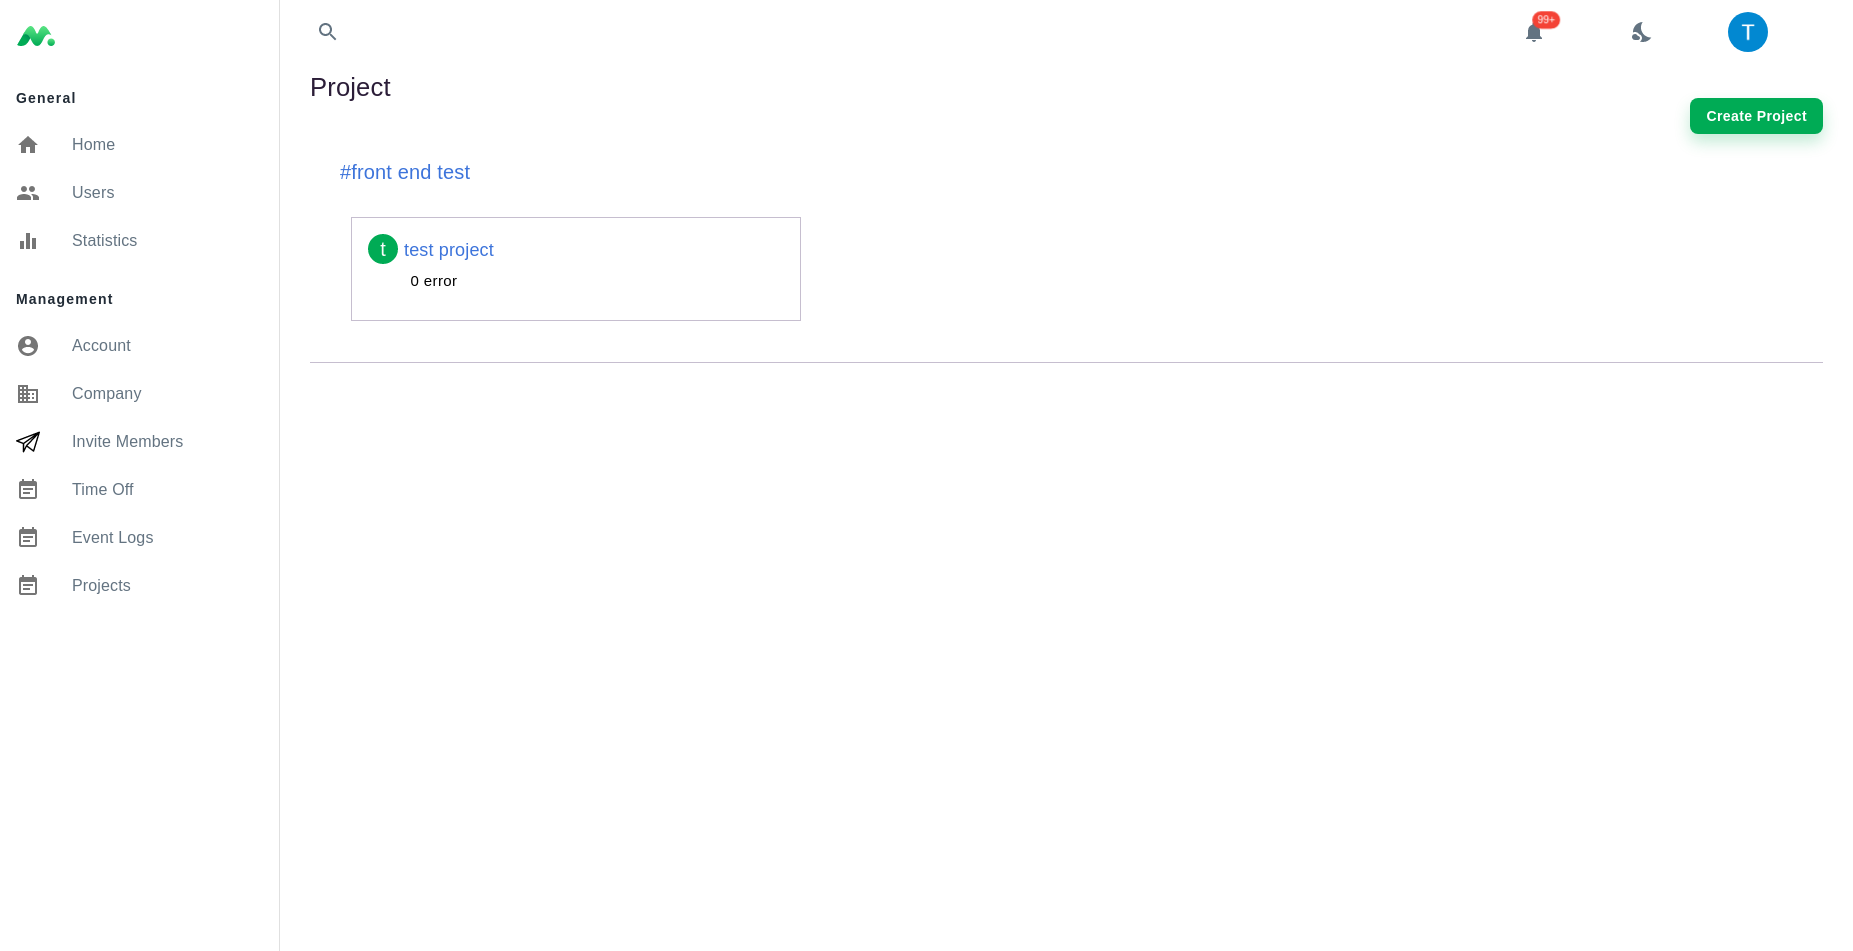 99+
T
General
Home
Users
Statistics
Management
Account
Company
Invite Members
Time Off
Event Logs
Projects
Project
Create Project
#front end test
t test project
0 error